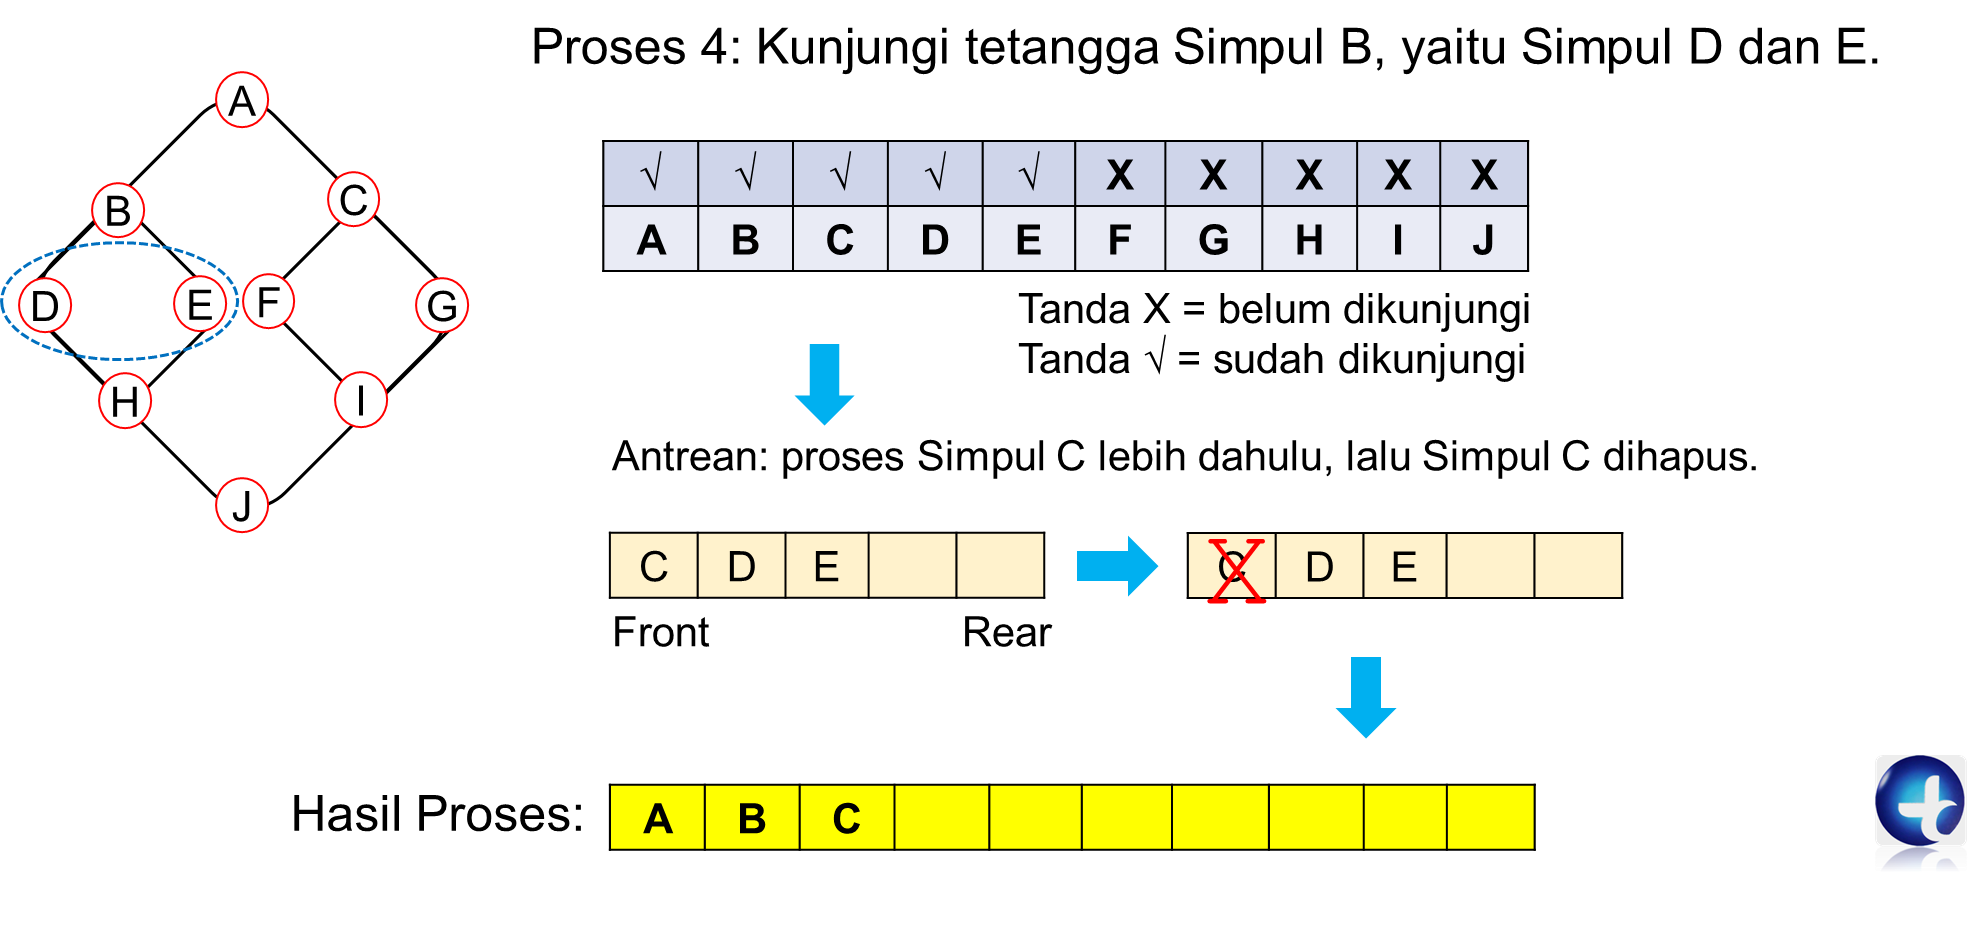 Proses 4: Kunjungi tetangga Simpul B, yaitu Simpul D dan E.
A
B
C
D
E
F
G
H
I
J
√ √ √ √ √ X X X X X
A B C D E F G H I J
Tanda X = belum dikunjungi
Tanda √ = sudah dikunjungi
Antrean: proses Simpul C lebih dahulu, lalu Simpul C dihapus.
C D E
C D E
X
Front Rear
Hasil Proses:
A B C